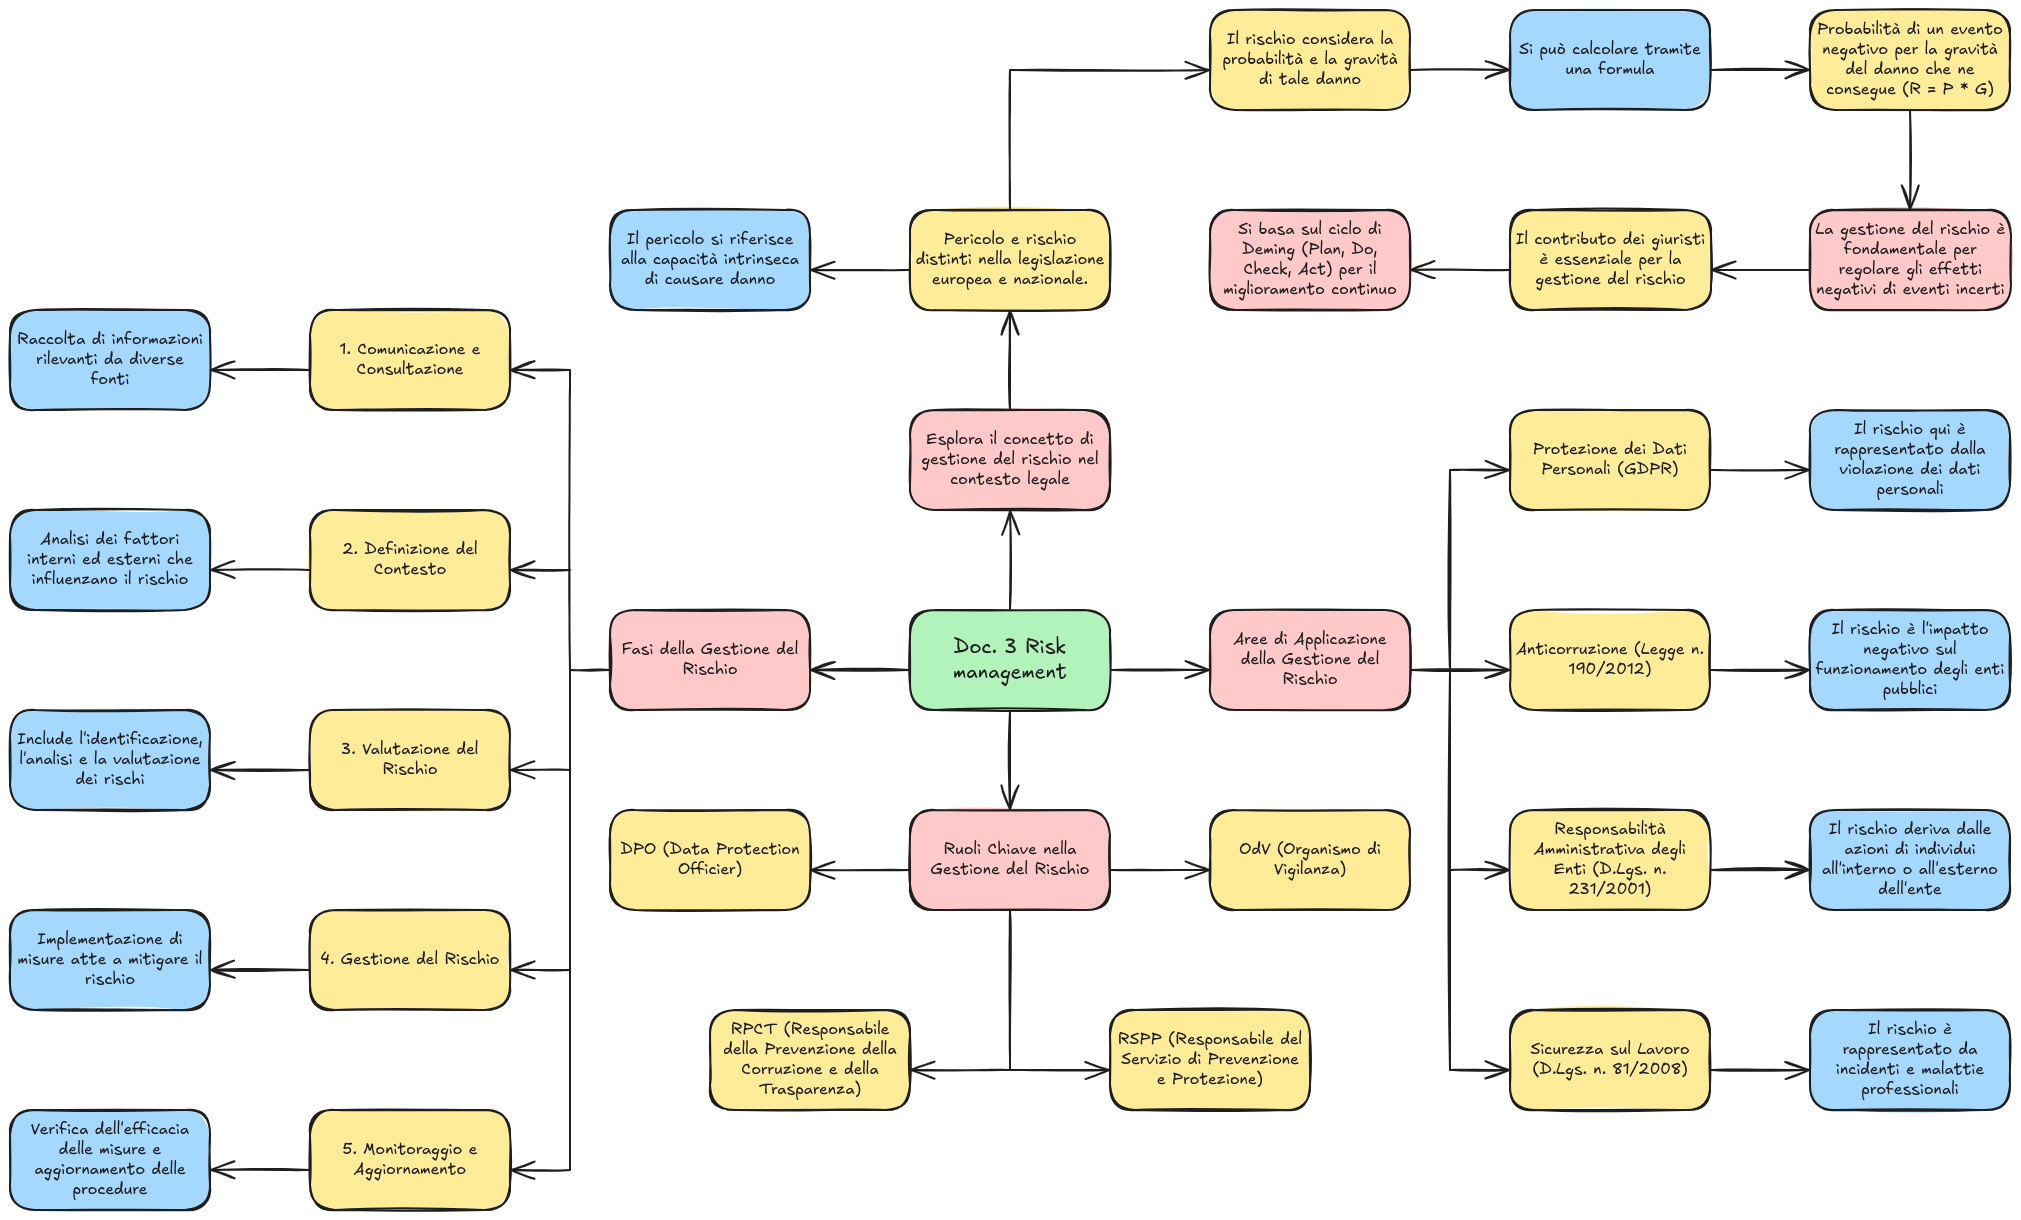 Il rischio considera la
probabilità e la gravità
di tale danno
Si può calcolare tramite
una formula
Probabilità di un evento
negativo per la gravità
del danno che ne
consegue (R = P * G)
Il pericolo si riferisce
alla capacità intrinseca
di causare danno
Pericolo e rischio
distinti nella legislazione
europea e nazionale.
Si basa sul ciclo di
Deming (Plan, Do,
Check, Act) per il
miglioramento continuo
Il contributo dei giuristi
è essenziale per la
gestione del rischio
La gestione del rischio è
fondamentale per
regolare gli effetti
negativi di eventi incerti
Raccolta di informazioni
rilevanti da diverse
fonti
1. Comunicazione e
Consultazione
Esplora il concetto di
gestione del rischio nel
contesto legale
Protezione dei Dati
Personali (GDPR)
Il rischio qui è
rappresentato dalla
violazione dei dati
personali
Analisi dei fattori
interni ed esterni che
influenzano il rischio
2. Definizione del
Contesto
Fasi della Gestione del
Rischio
Doc. 3 Risk
management
Aree di Applicazione
della Gestione del
Rischio
Anticorruzione (Legge n.
190/2012)
Il rischio è l'impatto
negativo sul
funzionamento degli enti
pubblici
Include l'identificazione,
l'analisi e la valutazione
dei rischi
3. Valutazione del
Rischio
DPO (Data Protection
Officier)
Ruoli Chiave nella
Gestione del Rischio
OdV (Organismo di
Vigilanza)
Responsabilità
Amministrativa degli
Enti (D.Lgs. n.
231/2001)
Il rischio deriva dalle
azioni di individui
all'interno o all'esterno
dell'ente
Implementazione di
misure atte a mitigare il
rischio
4. Gestione del Rischio
RPCT (Responsabile
della Prevenzione della
Corruzione e della
Trasparenza)
RSPP (Responsabile del
Servizio di Prevenzione
e Protezione)
Sicurezza sul Lavoro
(D.Lgs. n. 81/2008)
Il rischio è
rappresentato da
incidenti e malattie
professionali
Verifica dell'efficacia
delle misure e
aggiornamento delle
procedure
5. Monitoraggio e
Aggiornamento